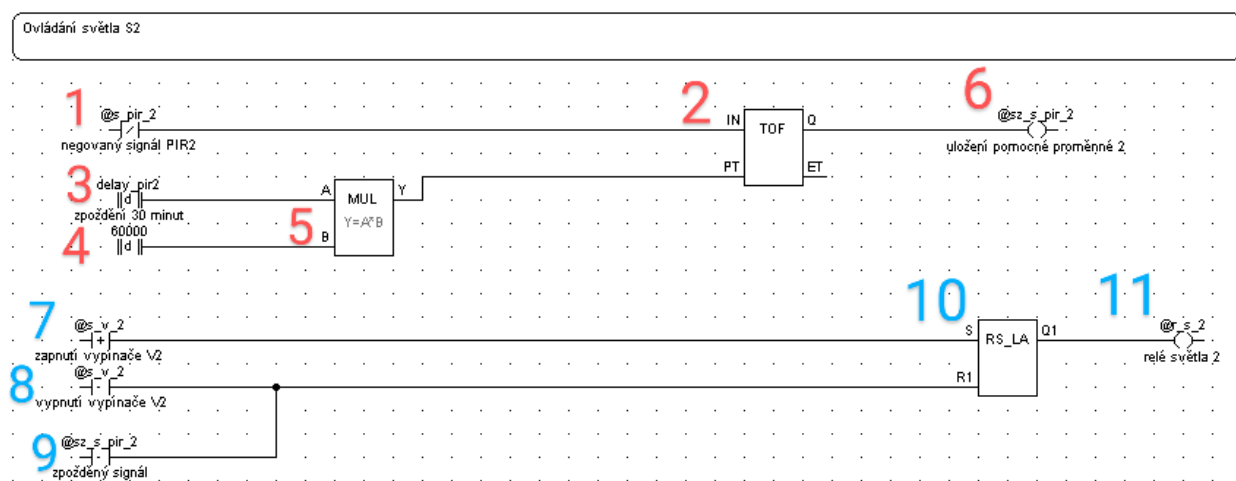 Ovládání světla S2
1
@s_pir_2
negovaný signál PIR2
2
IN
TOF
Q
PT
ET
6
@sz_s_pir_2
uložení pomocné proměnné 2
3
delay_pir2
d
zpoždění 30 minut
4
60000
d
5
A
MUL
Y
Y=A*B
B
7
@s_v_2
+
zapnutí vypínače V2
8
@s_v_2
-
vypnutí vypínače V2
9
@sz_s_pir_2
-
zpožděný signál
10
S
RS_LA
Q1
R1
11
@r_s_2
relé světla 2